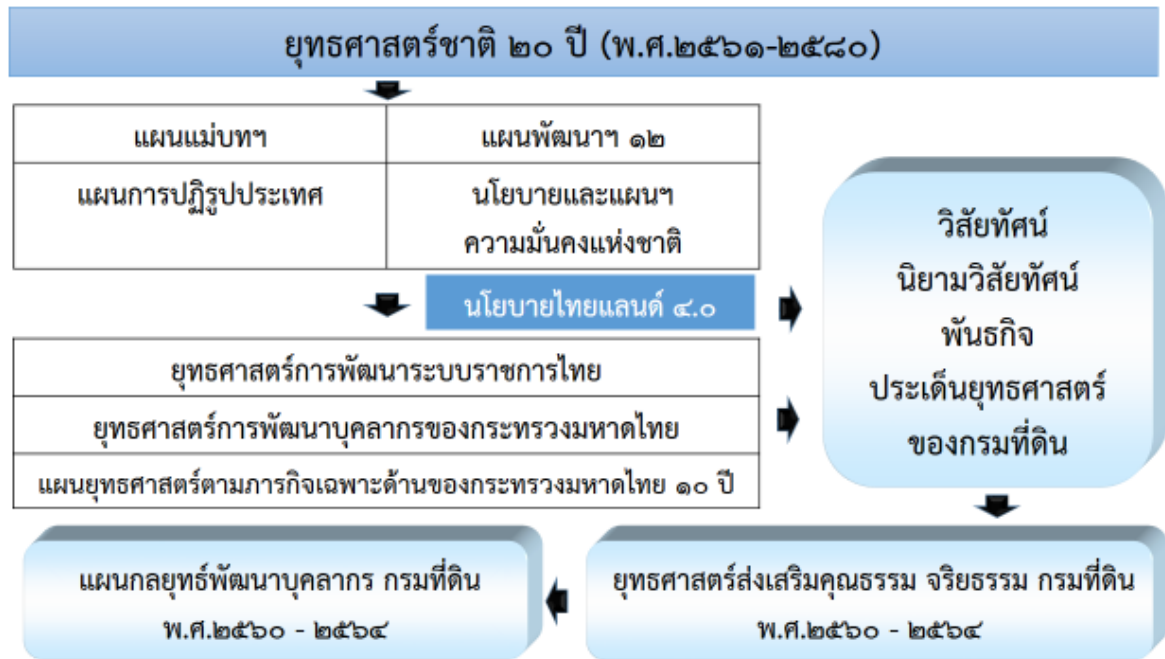 ยุทธศาสตร์ชาติ ๒๐ ปี (พ.ศ.๒๕๖๑-๒๕๘๐)
แผนแม่บทฯ
แผนพัฒนาฯ ๑๒
แผนการปฏิรูปประเทศ
นโยบายและแผนฯ
ความมั่นคงแห่งชาติ
นโยบายไทยแลนด์ ๔.๐
ยุทธศาสตร์การพัฒนาระบบราชการไทย
ยุทธศาสตร์การพัฒนาบุคลากรของกระทรวงมหาดไทย
แผนยุทธศาสตร์ตามภารกิจเฉพาะด้านของกระทรวงมหาดไทย ๑๐ ปี
วิสัยทัศน์
นิยามวิสัยทัศน์
พันธกิจ
ประเด็นยุทธศาสตร์
ของกรมที่ดิน
แผนกลยุทธ์พัฒนาบุคลากร กรมที่ดิน
พ.ศ.๒๕๖๐ - ๒๕๖๔
ยุทธศาสตร์ส่งเสริมคุณธรรม จริยธรรม กรมที่ดิน
พ.ศ.๒๕๖๐ - ๒๕๖๔